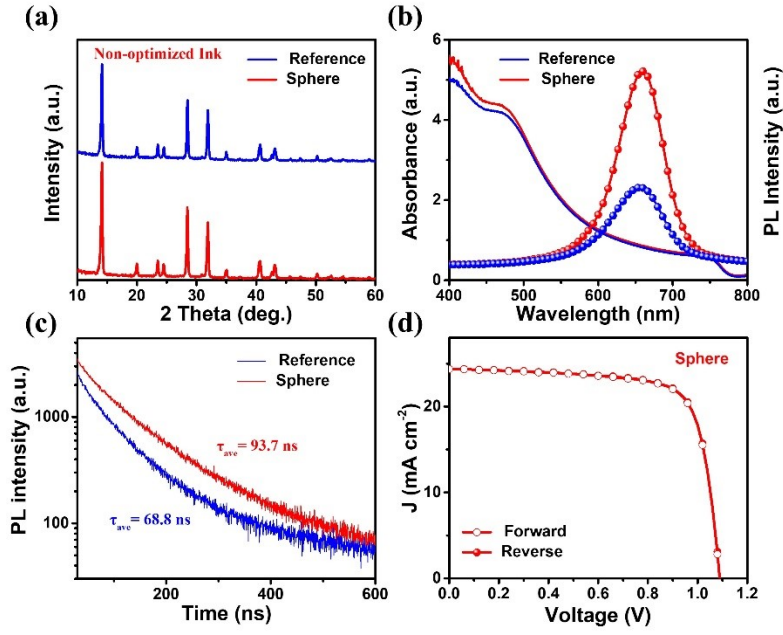 (a)
Non-optimized Ink
Reference
Sphere
Intensity (a.u.)
10 20 30 40 50 60
2 Theta (deg.)
(b)
Reference
Sphere
6
4
2
0
Absorbance (a.u.)
PL Intensity (a.u.)
400 500 600 700 800
Wavelength (nm)
(c)
Reference
Sphere
1000
100
PL intensity (a.u.)
τave= 93.7 ns
τave= 68.8 ns
200 400 600
Time (ns)
(d)
Sphere
20
10
0
J (mA cm-2)
Forward
Reverse
0.0 0.2 0.4 0.6 0.8 1.0
Voltage (V)